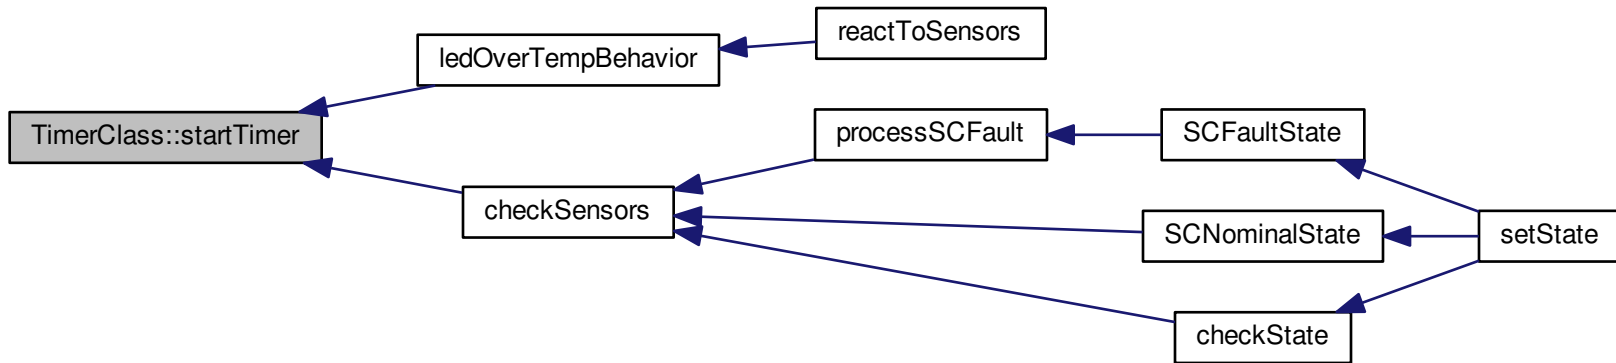 reactToSensors
ledOverTempBehavior
TimerClass::startTimer
processSCFault
SCFaultState
checkSensors
SCNominalState
setState
checkState